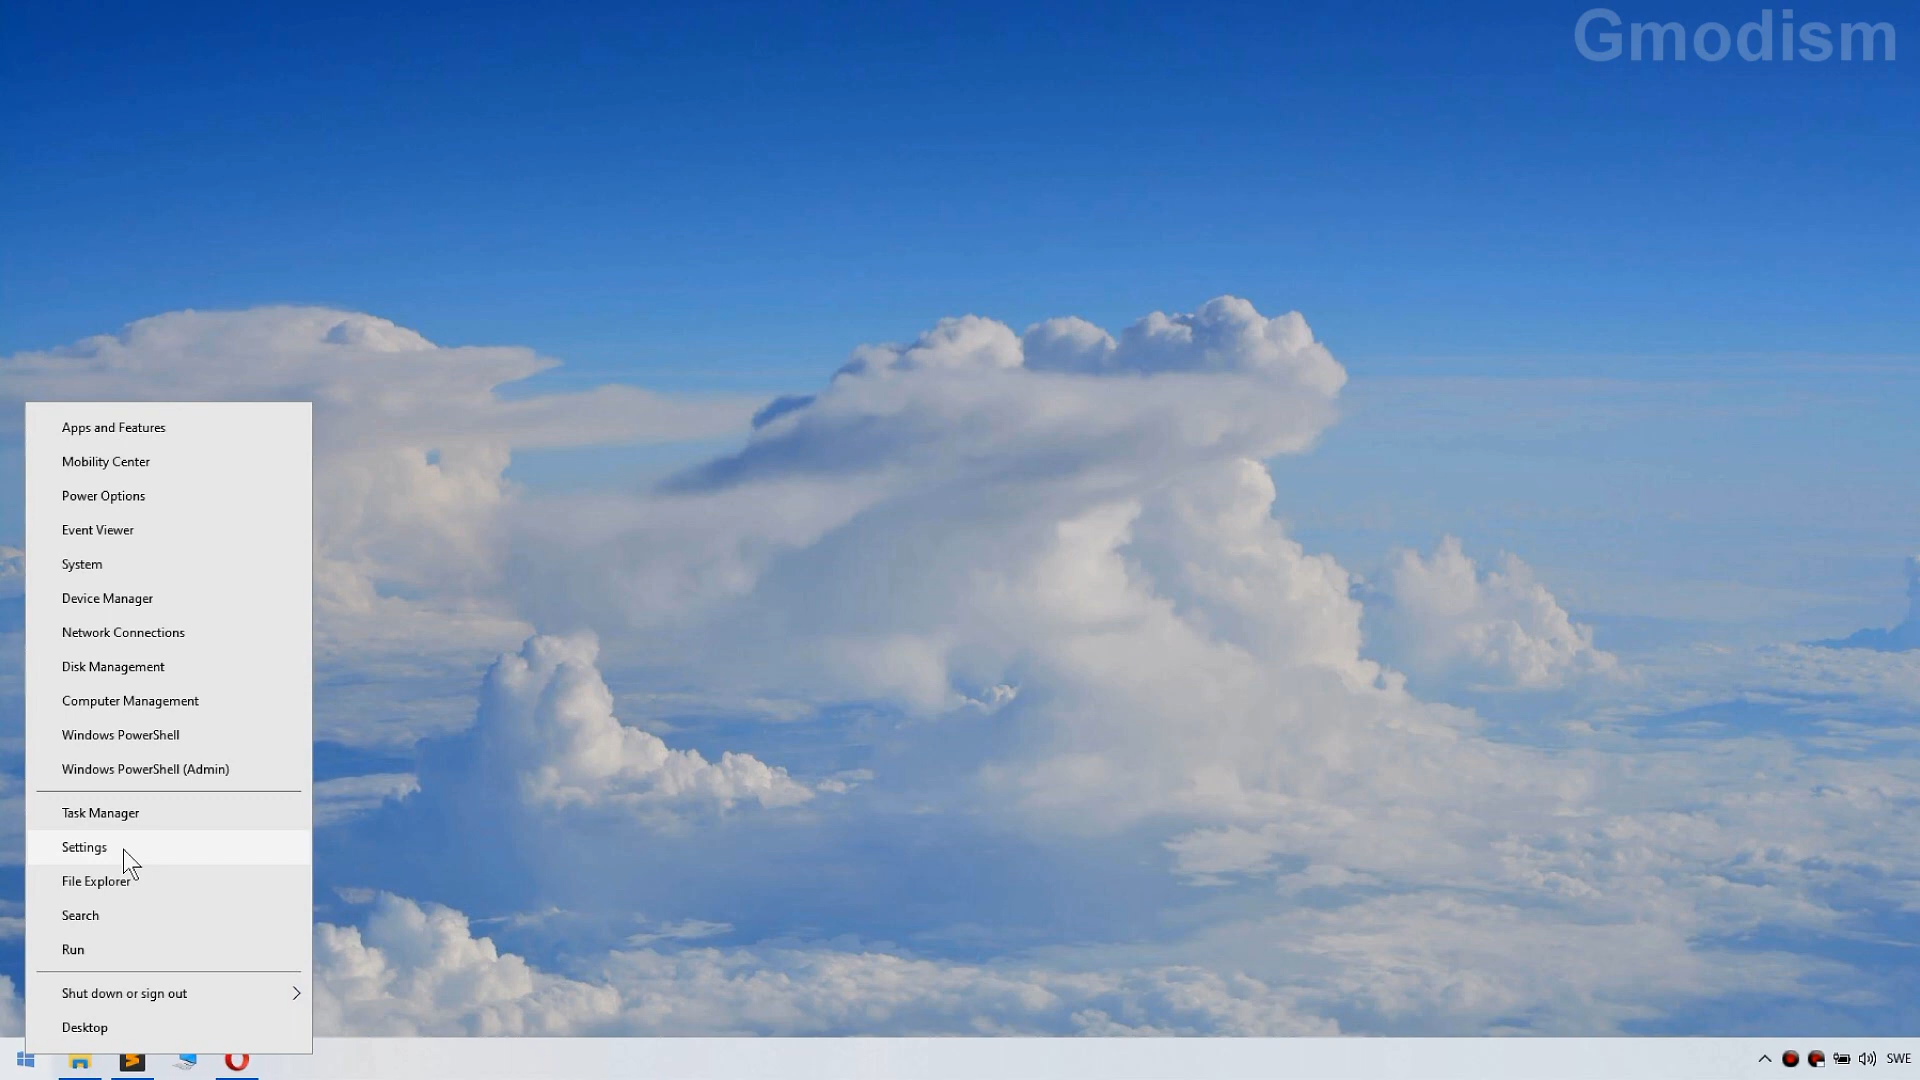 Gmodism
Apps and Features
Mobility Center
Power Options
Event Viewer
System
Device Manager
Network Connections
Disk Management
Computer Management
Windows PowerShell
Windows PowerShell (Admin)
Task Manager
Settings
File Explorer
Search
Run
Shut down or sign out
Desktop
SWE